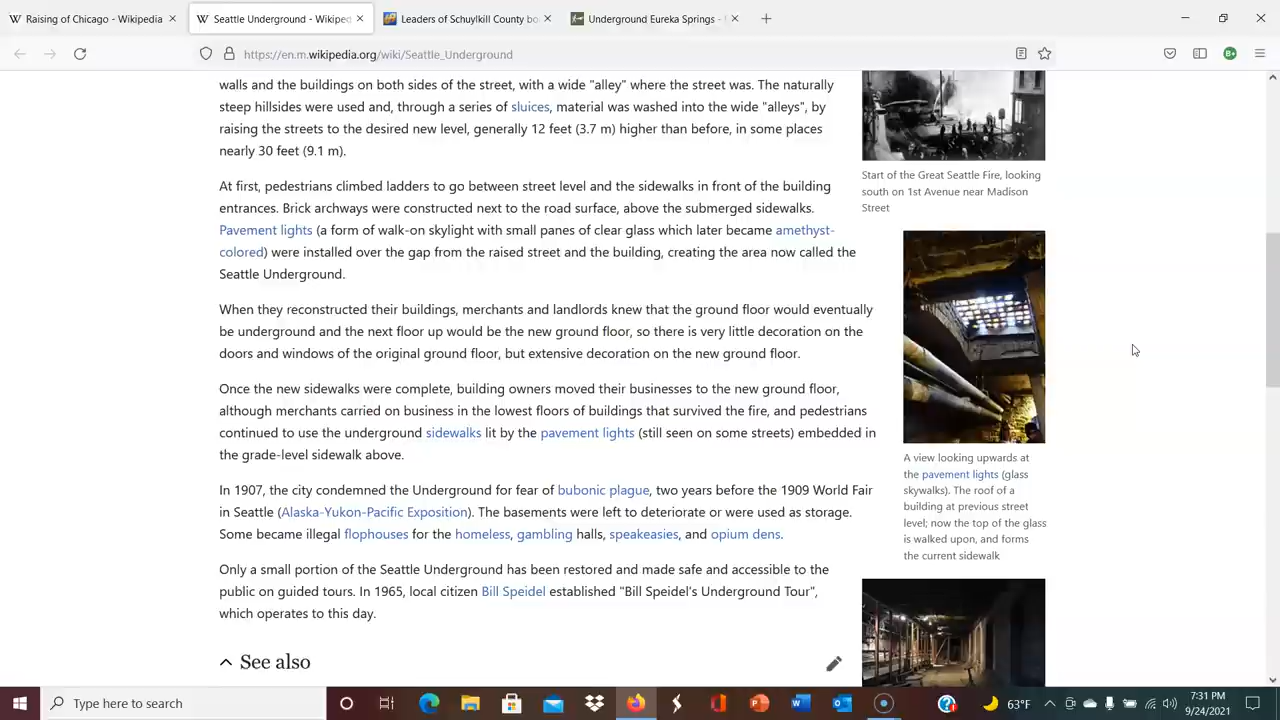 Raising of Chicago - Wikipedia
Seattle Underground - Wikiped
Leaders of Schuylkill County bo
Underground Eureka Springs -
https://en.m.wikipedia.org/wiki/Seattle_Underground
walls and the buildings on both sides of the street, with a wide "alley" where the street was. The naturally
steep hillsides were used and, through a series of sluices, material was washed into the wide "alleys", by
raising the streets to the desired new level, generally 12 feet (3.7 m) higher than before, in some places
nearly 30 feet (9.1 m).
At first, pedestrians climbed ladders to go between street level and the sidewalks in front of the building
entrances. Brick archways were constructed next to the road surface, above the submerged sidewalks.
Pavement lights (a form of walk-on skylight with small panes of clear glass which later became amethyst-
colored) were installed over the gap from the raised street and the building, creating the area now called the
Seattle Underground.
When they reconstructed their buildings, merchants and landlords knew that the ground floor would eventually
be underground and the next floor up would be the new ground floor, so there is very little decoration on the
doors and windows of the original ground floor, but extensive decoration on the new ground floor.
Once the new sidewalks were complete, building owners moved their businesses to the new ground floor,
although merchants carried on business in the lowest floors of buildings that survived the fire, and pedestrians
continued to use the underground sidewalks lit by the pavement lights (still seen on some streets) embedded in
the grade-level sidewalk above.
In 1907, the city condemned the Underground for fear of bubonic plague, two years before the 1909 World Fair
in Seattle (Alaska-Yukon-Pacific Exposition). The basements were left to deteriorate or were used as storage.
Some became illegal flophouses for the homeless, gambling halls, speakeasies, and opium dens.
Only a small portion of the Seattle Underground has been restored and made safe and accessible to the
public on guided tours. In 1965, local citizen Bill Speidel established "Bill Speidel's Underground Tour",
which operates to this day.
See also
Start of the Great Seattle Fire, looking
south on 1st Avenue near Madison
Street
A view looking upwards at
the pavement lights (glass
skywalks). The roof of a
building at previous street
level; now the top of the glass
is walked upon, and forms
the current sidewalk
Type here to search
63°F
7:31 PM
9/24/2021